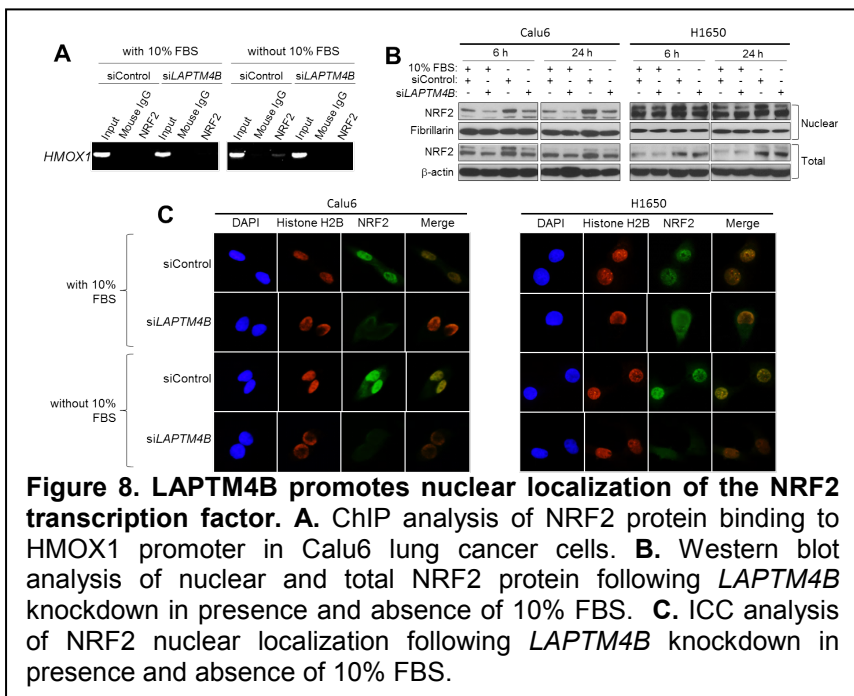 A
with 10% FBS without 10% FBS
siControl siLAPTM4B siControl siLAPTM4B
Input Mouse IgG NRF2 Input Mouse IgG NRF2 Input Mouse IgG NRF2 Input Mouse IgG NRF2
HMOX1
B
Calu6 H1650
6 h 24 h 6 h 24 h
10% FBS: + + - - + + - - + + - - + + - -
siControl: + - + - + - + - + - + - + - + -
siLAPTM4B: - + - + - + - + - + - + - + - +
NRF2
Fibrillarin
Nuclear
NRF2
β-actin
Total
C
Calu6 H1650
DAPI Histone H2B NRF2 Merge DAPI Histone H2B NRF2 Merge
with 10% FBS
siControl
siLAPTM4B
without 10% FBS
siControl
siLAPTM4B
Figure 8. LAPTM4B promotes nuclear localization of the NRF2
transcription factor. A. ChIP analysis of NRF2 protein binding to
HMOX1 promoter in Calu6 lung cancer cells. B. Western blot
analysis of nuclear and total NRF2 protein following LAPTM4B
knockdown in presence and absence of 10% FBS. C. ICC analysis
of NRF2 nuclear localization following LAPTM4B knockdown in
presence and absence of 10% FBS.